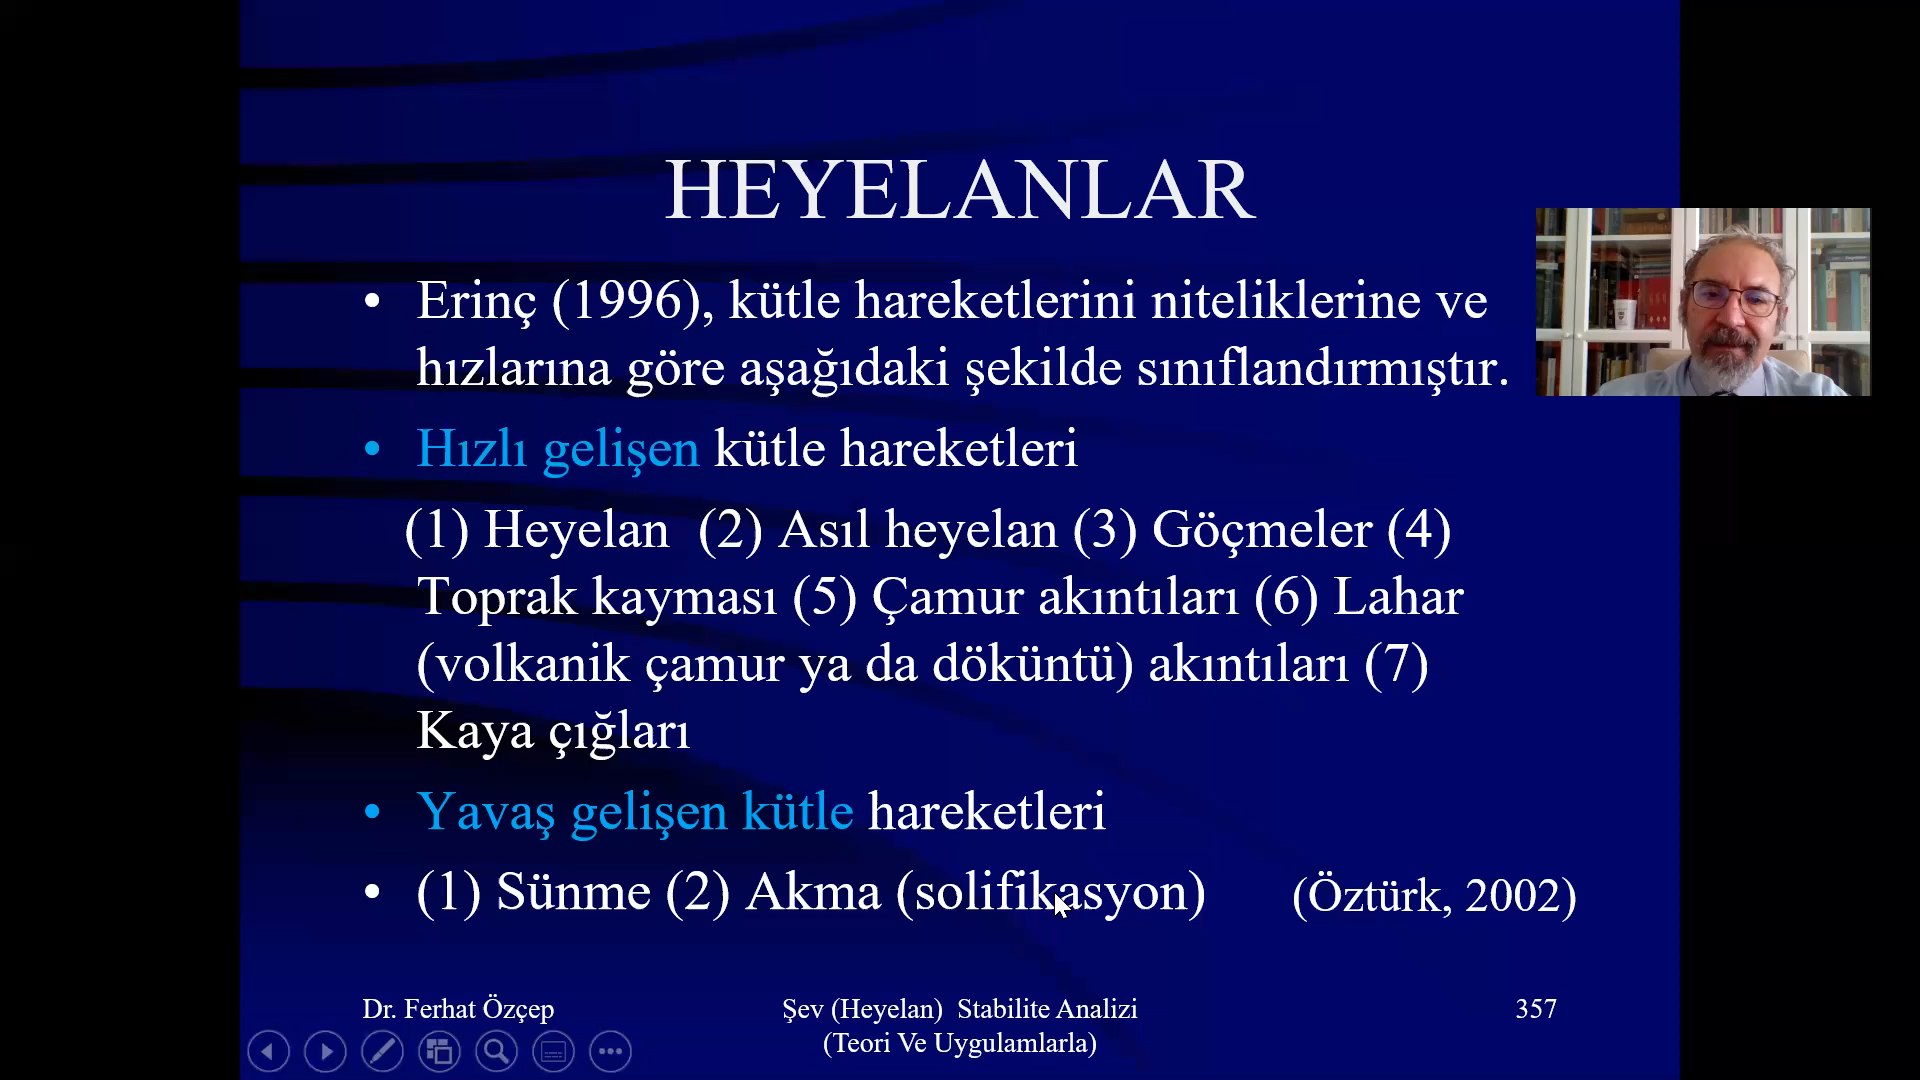 HEYELANLAR
• Erinç (1996), kütle hareketlerini niteliklerine ve
hızlarına göre aşağıdaki şekilde sınıflandırmıştır.
• Hızlı gelişen kütle hareketleri
(1) Heyelan (2) Asıl heyelan (3) Göçmeler (4)
Toprak kayması (5) Çamur akıntıları (6) Lahar
(volkanik çamur ya da döküntü) akıntıları (7)
Kaya çığları
• Yavaş gelişen kütle hareketleri
• (1) Sünme (2) Akma (solifikasyon) (Öztürk, 2002)
Dr. Ferhat Özçep
Şev (Heyelan) Stabilite Analizi
(Teori Ve Uygulamlarla)
357